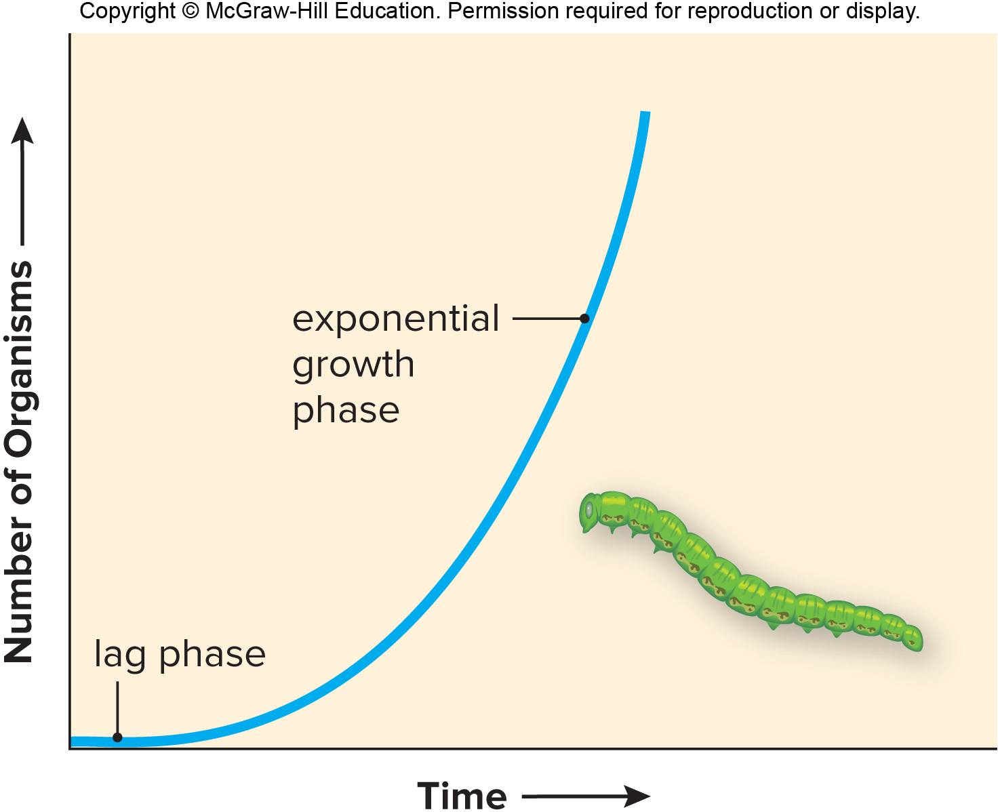 Copyright © McGraw-Hill Education. Permission required for reproduction or display.
Number of Organisms
exponential
growth
phase
lag phase
Time